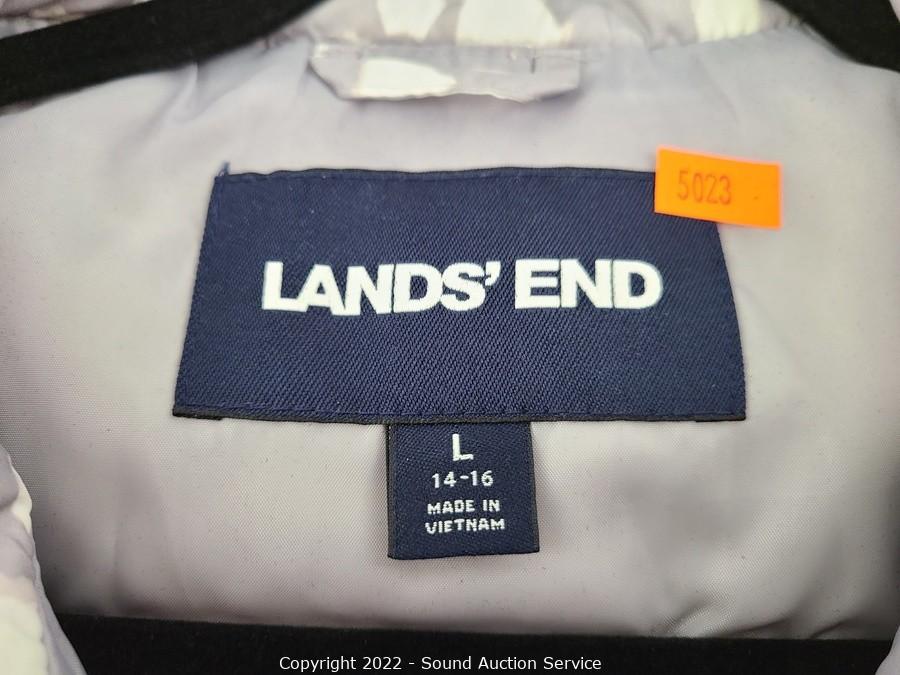 5023
LANDS' END
L
14-16
MADE IN
VIETNAM
Copyright 2022 - Sound Auction Service